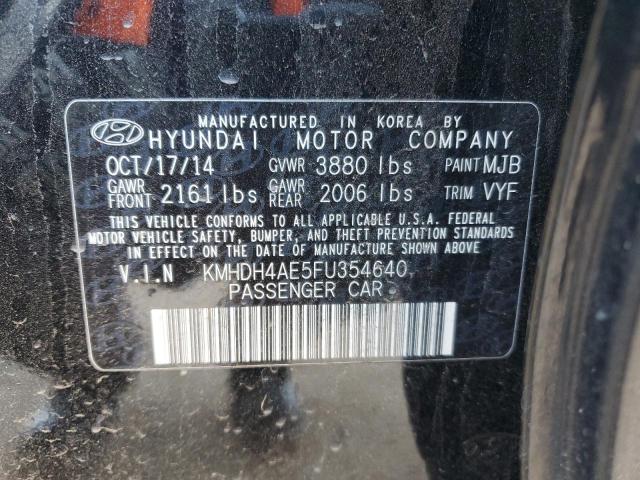 MANUFACTURED IN KOREA BY
HYUNDAI MOTOR COMPANY
OCT/17/14 GVWR 3880 lbs PAINT MJB
GAWR FRONT 2161 lbs GAWR REAR 2006 lbs TRIM VYF
THIS VEHICLE CONFORMS TO ALL APPLICABLE U.S.A. FEDERAL
MOTOR VEHICLE SAFETY, BUMPER, AND THEFT PREVENTION STANDARDS
IN EFFECT ON THE DATE OF MANUFACTURE SHOWN ABOVE.
V.I.N KMHDH4AE5FU354640
PASSENGER CAR